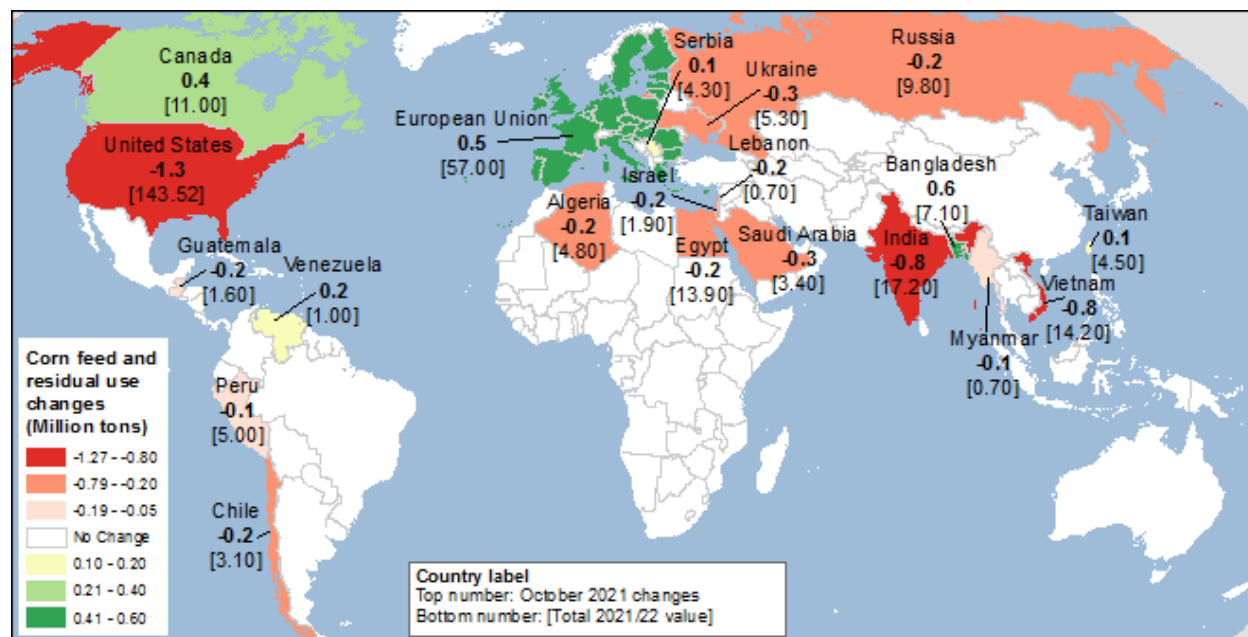 Canada
0.4
[11.00]
United States
-1.3
[143.52]
Guatemala
-0.2
[1.60]
Venezuela
0.2
[1.00]
Peru
-0.1
[5.00]
Chile
-0.2
[3.10]
European Union
0.5
[57.00]
Serbia
0.1
[4.30]
Ukraine
-0.3
[5.30]
Russia
-0.2
[9.80]
Lebanon
-0.2
[0.70]
Israel
-0.2
[1.90]
Algeria
-0.2
[4.80]
Egypt
-0.2
[13.90]
Saudi Arabia
-0.3
[3.40]
Bangladesh
0.6
[7.10]
India
-0.8
[17.20]
Taiwan
0.1
[4.50]
Vietnam
-0.8
[14.20]
Myanmar
-0.1
[0.70]
Corn feed and
residual use
changes
(Million tons)
-1.27 - -0.80
-0.79 - -0.20
-0.19 - -0.05
No Change
0.10 - 0.20
0.21 - 0.40
0.41 - 0.60
Country label
Top number: October 2021 changes
Bottom number: [Total 2021/22 value]